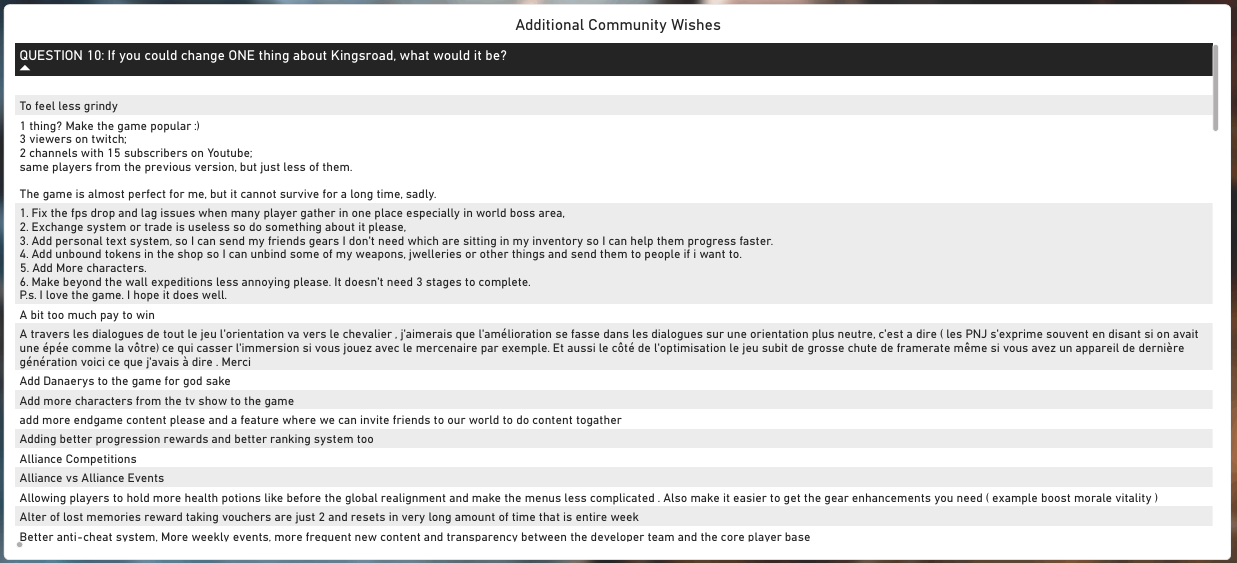 Additional Community Wishes
QUESTION 10: If you could change ONE thing about Kingsroad, what would it be?
To feel less grindy
1 thing? Make the game popular :)
3 viewers on twitch;
2 channels with 15 subscribers on Youtube;
same players from the previous version, but just less of them.
The game is almost perfect for me, but it cannot survive for a long time, sadly.
1. Fix the fps drop and lag issues when many player gather in one place especially in world boss area,
2. Exchange system or trade is useless so do something about it please,
3. Add personal text system, so I can send my friends gears I don't need which are sitting in my inventory so I can help them progress faster.
4. Add unbound tokens in the shop so I can unbind some of my weapons, jwelleries or other things and send them to people if i want to.
5. Add More characters.
6. Make beyond the wall expeditions less annoying please. It doesn't need 3 stages to complete.
P.s. I love the game. I hope it does well.
A bit too much pay to win
A travers les dialogues de tout le jeu l'orientation va vers le chevalier , j'aimerais que l'amélioration se fasse dans les dialogues sur une orientation plus neutre, c'est a dire ( les PNJ s'exprime souvent en disant si on avait
une épée comme la vôtre) ce qui casser l'immersion si vous jouez avec le mercenaire par exemple. Et aussi le côté de l'optimisation le jeu subit de grosse chute de framerate même si vous avez un appareil de dernière
génération voici ce que j'avais à dire . Merci
Add Danaerys to the game for god sake
Add more characters from the tv show to the game
add more endgame content please and a feature where we can invite friends to our world to do content togather
Adding better progression rewards and better ranking system too
Alliance Competitions
Alliance vs Alliance Events
Allowing players to hold more health potions like before the global realignment and make the menus less complicated . Also make it easier to get the gear enhancements you need ( example boost morale vitality )
Alter of lost memories reward taking vouchers are just 2 and resets in very long amount of time that is entire week
Better anti-cheat system, More weekly events, more frequent new content and transparency between the developer team and the core player base